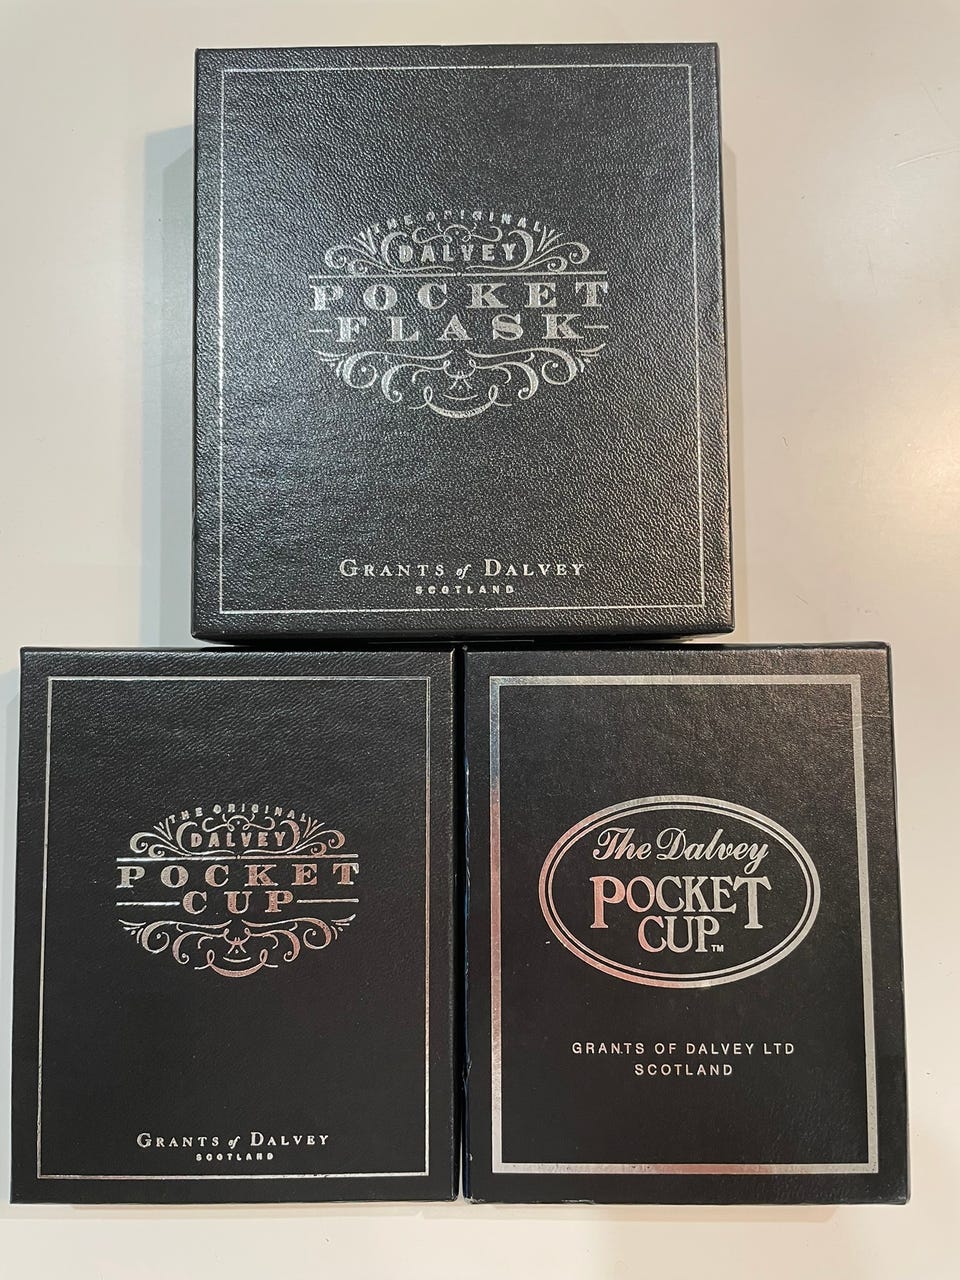 THE ORIGINAL
DALVEY
POCKET
FLASK
GRANTS of DALVEY
SCOTLAND
THE ORIGINAL
DALVEY
POCKET
CUP
GRANTS of DALVEY
SCOTLAND
The Dalvey
POCKET
CUP™
GRANTS OF DALVEY LTD
SCOTLAND